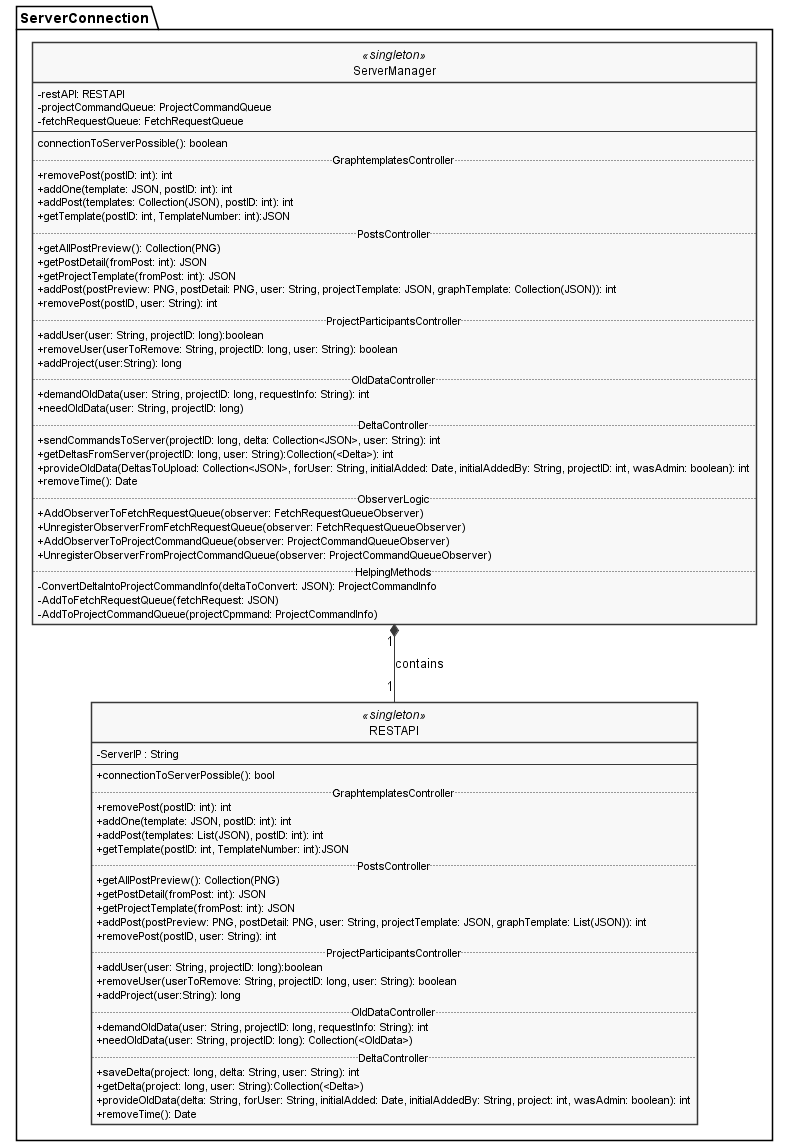 ServerConnection
«singleton»
ServerManager
-restAPI: RESTAPI
-projectCommandQueue: ProjectCommandQueue
-fetchRequestQueue: FetchRequestQueue
connectionToServerPossible(): boolean
GraphtemplatesController
+removePost(postID: int): int
+addOne(template: JSON, postID: int): int
+addPost(templates: Collection(JSON), postID: int): int
+getTemplate(postID: int, TemplateNumber: int):JSON
PostsController
+getAllPostPreview(): Collection(PNG)
+getPostDetail(fromPost: int): JSON
+getProjectTemplate(fromPost: int): JSON
+addPost(postPreview: PNG, postDetail: PNG, user: String, projectTemplate: JSON, graphTemplate: Collection(JSON)): int
+removePost(postID, user: String): int
ProjectParticipantsController
+addUser(user: String, projectID: long):boolean
+removeUser(userToRemove: String, projectID: long, user: String): boolean
+addProject(user:String): long
OldDataController
+demandOldData(user: String, projectID: long, requestInfo: String): int
+needOldData(user: String, projectID: long)
DeltaController
+sendCommandsToServer(projectID: long, delta: Collection<JSON>, user: String): int
+getDeltasFromServer(projectID: long, user: String):Collection(<Delta>): int
+provideOldData(DeltasToUpload: Collection<JSON>, forUser: String, initialAdded: Date, initialAddedBy: String, projectID: int, wasAdmin: boolean): int
+removeTime(): Date
ObserverLogic
+AddObserverToFetchRequestQueue(observer: FetchRequestQueueObserver)
+UnregisterObserverFromFetchRequestQueue(observer: FetchRequestQueueObserver)
+AddObserverToProjectCommandQueue(observer: ProjectCommandQueueObserver)
+UnregisterObserverFromProjectCommandQueue(observer: ProjectCommandQueueObserver)
HelpingMethods
-ConvertDeltaIntoProjectCommandInfo(deltaToConvert: JSON): ProjectCommandInfo
-AddToFetchRequestQueue(fetchRequest: JSON)
-AddToProjectCommandQueue(projectCpmmand: ProjectCommandInfo)
1
contains
1
«singleton»
RESTAPI
-ServerIP : String
+connectionToServerPossible(): bool
GraphtemplatesController
+removePost(postID: int): int
+addOne(template: JSON, postID: int): int
+addPost(templates: List(JSON), postID: int): int
+getTemplate(postID: int, TemplateNumber: int):JSON
PostsController
+getAllPostPreview(): Collection(PNG)
+getPostDetail(fromPost: int): JSON
+getProjectTemplate(fromPost: int): JSON
+addPost(postPreview: PNG, postDetail: PNG, user: String, projectTemplate: JSON, graphTemplate: List(JSON)): int
+removePost(postID, user: String): int
ProjectParticipantsController
+addUser(user: String, projectID: long):boolean
+removeUser(userToRemove: String, projectID: long, user: String): boolean
+addProject(user:String): long
OldDataController
+demandOldData(user: String, projectID: long, requestInfo: String): int
+needOldData(user: String, projectID: long): Collection(<OldData>)
DeltaController
+saveDelta(project: long, delta: String, user: String): int
+getDelta(project: long, user: String):Collection(<Delta>)
+provideOldData(delta: String, forUser: String, initialAdded: Date, initialAddedBy: String, project: int, wasAdmin: boolean): int
+removeTime(): Date